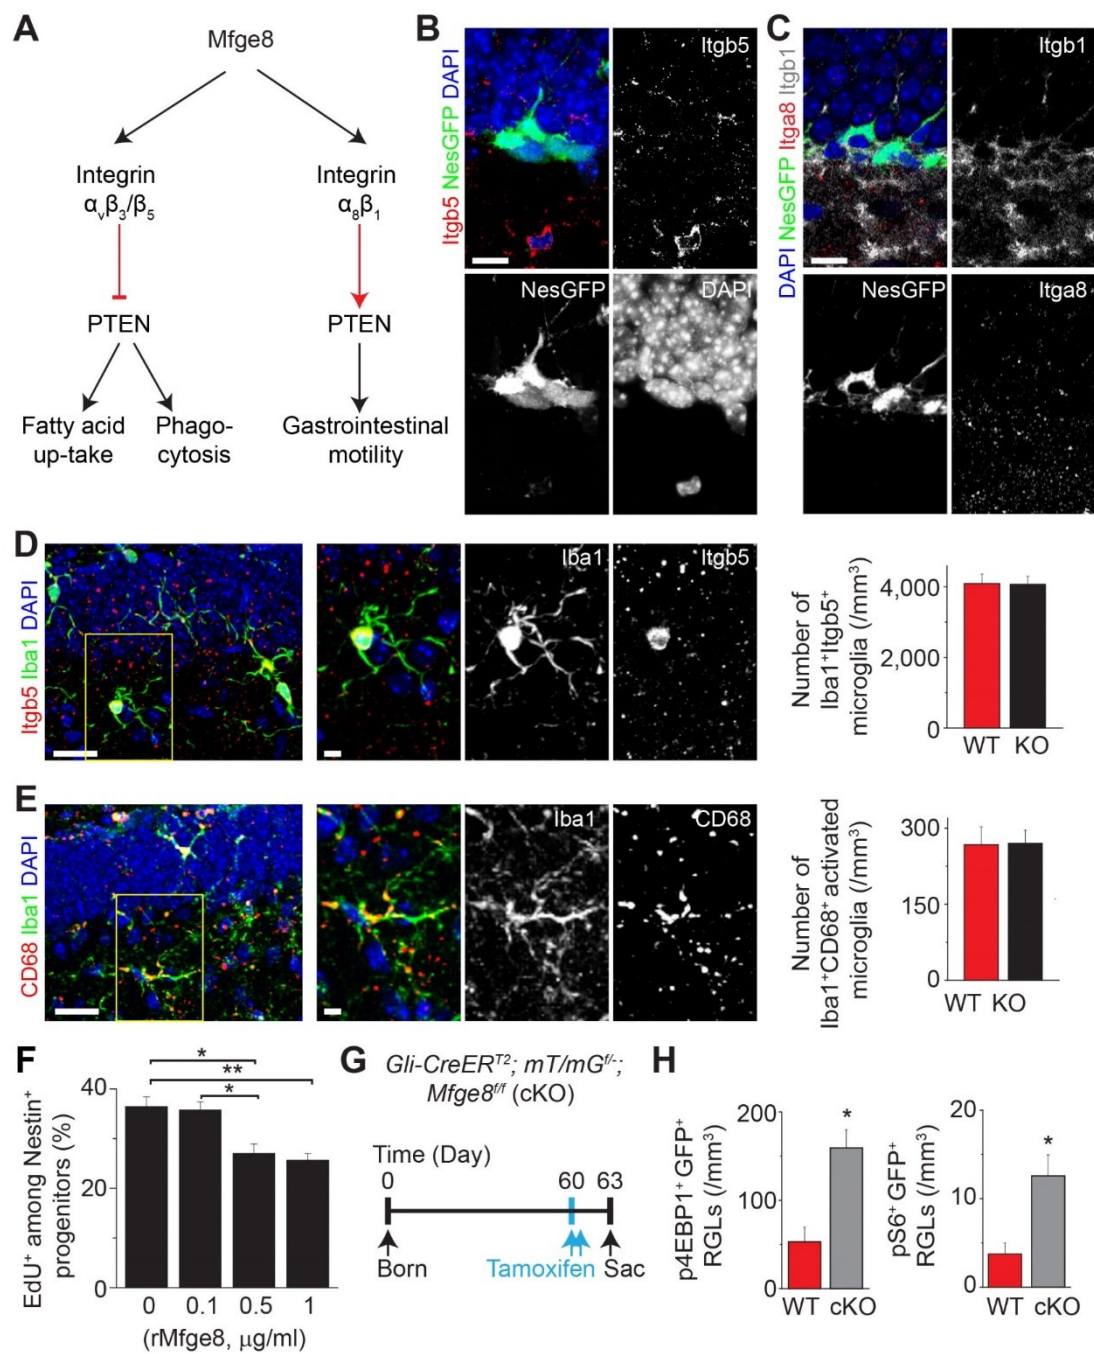 A
Mfge8
Integrin
αvβ3/β5
Integrin
α8β1
PTEN
PTEN
Fatty acid
up-take
Phago-
cytosis
Gastrointestinal
motility
B
Itgb5 NesGFP DAPI
Itgb5
NesGFP
DAPI
C
DAPI NesGFP Itga8 Itgb1
Itgb1
NesGFP
Itga8
D
Itgb5 Iba1 DAPI
Iba1
Itgb5
Number of
Iba1+Itgb5+
microglia (/mm3)
4,000
2,000
0
WT KO
E
CD68 Iba1 DAPI
Iba1
CD68
Number of
Iba1+CD68+ activated
microglia (/mm3)
300
150
0
WT KO
F
EdU+ among Nestin+
progenitors (%)
40
20
0
*
**
*
0 0.1 0.5 1
(rMfge8, μg/ml)
G
Gli-CreERT2; mT/mGf/-;
Mfge8f/f (cKO)
Time (Day)
0 60 63
Born Tamoxifen Sac
H
p4EBP1+ GFP+
RGLs (/mm3)
200
100
0
*
WT cKO
pS6+ GFP+
RGLs (/mm3)
20
10
0
*
WT cKO